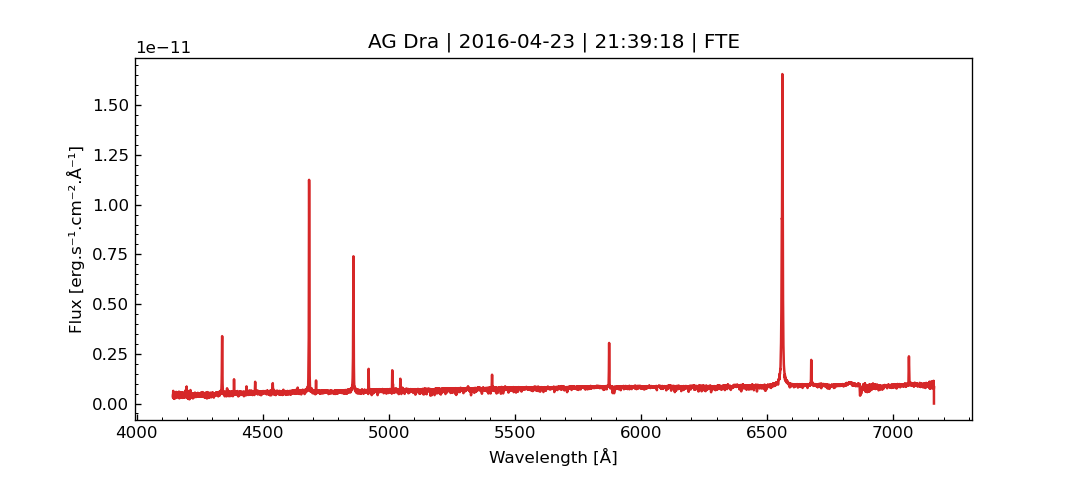 AG Dra | 2016-04-23 | 21:39:18 | FTE
1e−11
1.50
1.25
1.00
0.75
0.50
0.25
0.00
Flux [erg.s⁻¹.cm⁻².Å⁻¹]
4000 4500 5000 5500 6000 6500 7000
Wavelength [Å]